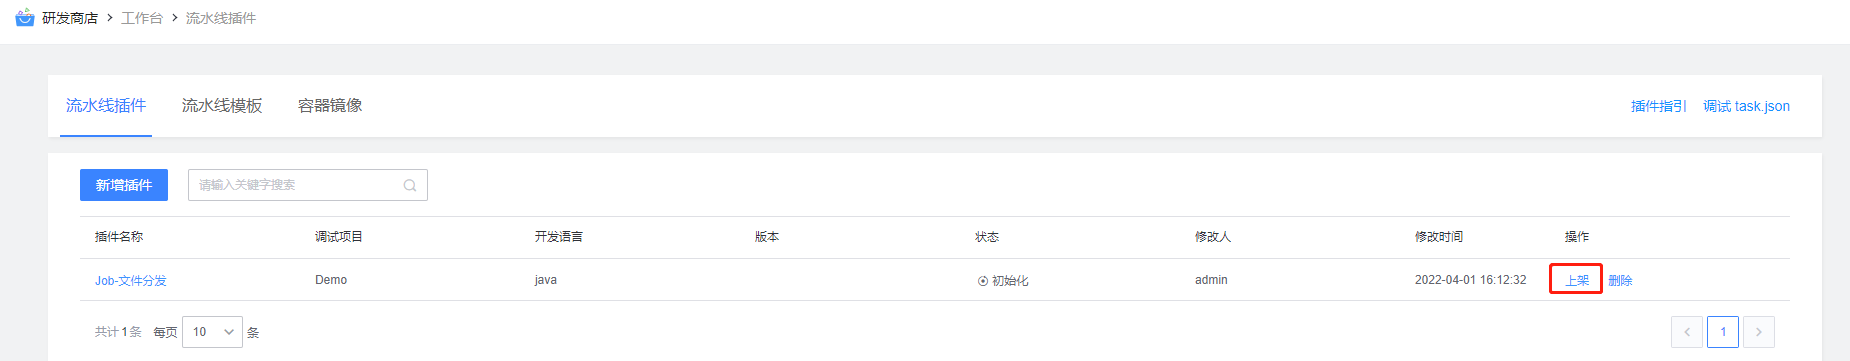 研发商店 > 工作台 > 流水线插件
流水线插件 流水线模板 容器镜像 插件指引 调试 task.json
新增插件 请输入关键字搜索
插件名称 调试项目 开发语言 版本 状态 修改人 修改时间 操作
Job-文件分发 Demo java 初始化 admin 2022-04-01 16:12:32 上架 删除
共计1条 每页 10 条 < 1 >